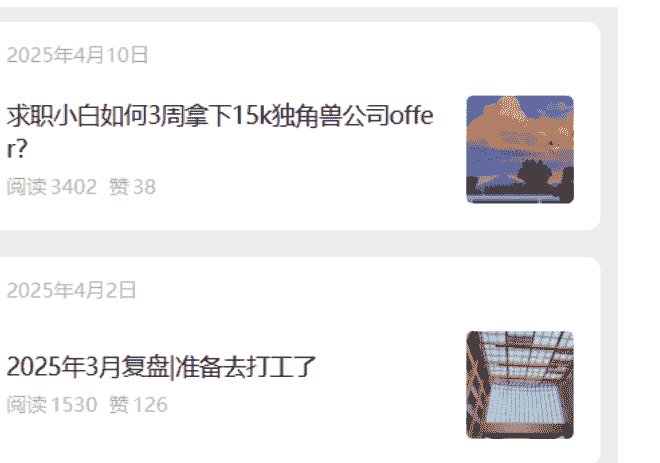 2025年4月10日
求职小白如何3周拿下15k独角兽公司offe
r?
阅读 3402 赞 38
2025年4月2日
2025年3月复盘|准备去打工了
阅读 1530 赞 126